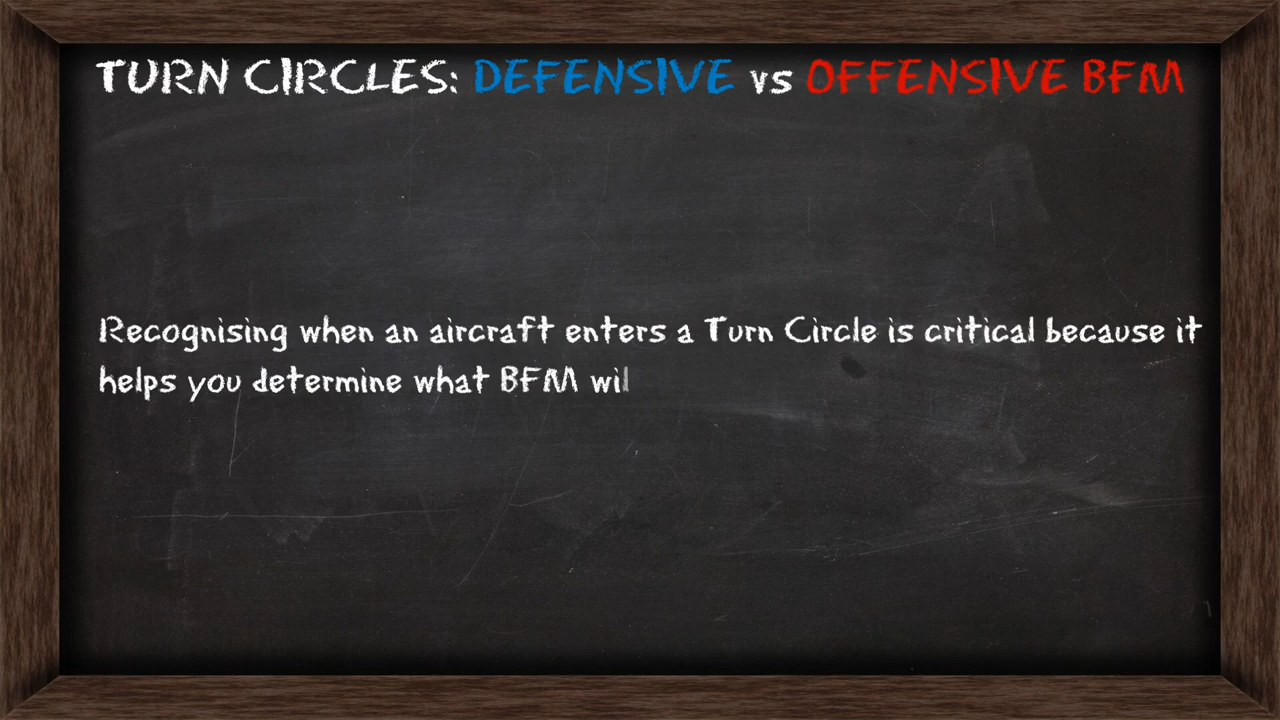 TURN CIRCLES: DEFENSIVE vs OFFENSIVE BFM
Recognising when an aircraft enters a Turn Circle is critical because it
helps you determine what BFM wil